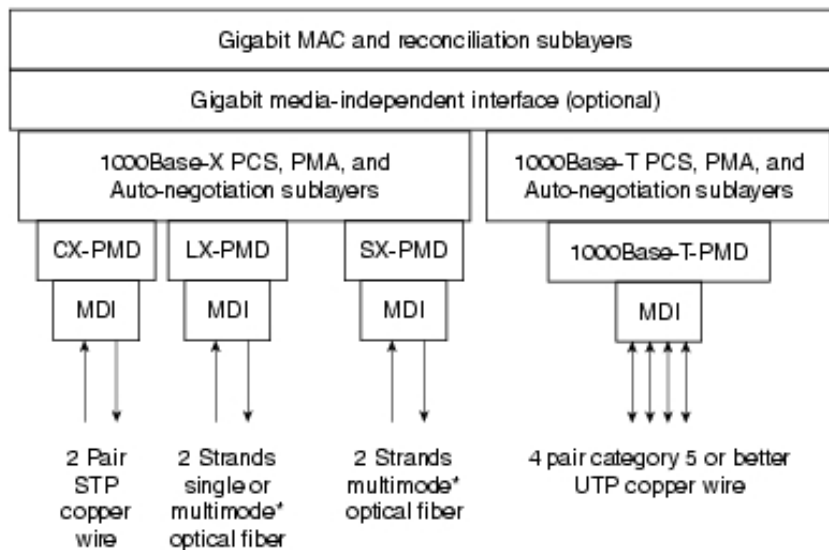 Gigabit MAC and reconciliation sublayers
Gigabit media-independent interface (optional)
1000Base-X PCS, PMA, and
Auto-negotiation sublayers
1000Base-T PCS, PMA, and
Auto-negotiation sublayers
CX-PMD
LX-PMD
SX-PMD
1000Base-T-PMD
MDI
MDI
MDI
MDI
2 Pair
STP
copper
wire
2 Strands
single or
multimode*
optical fiber
2 Strands
multimode*
optical fiber
4 pair category 5 or better
UTP copper wire